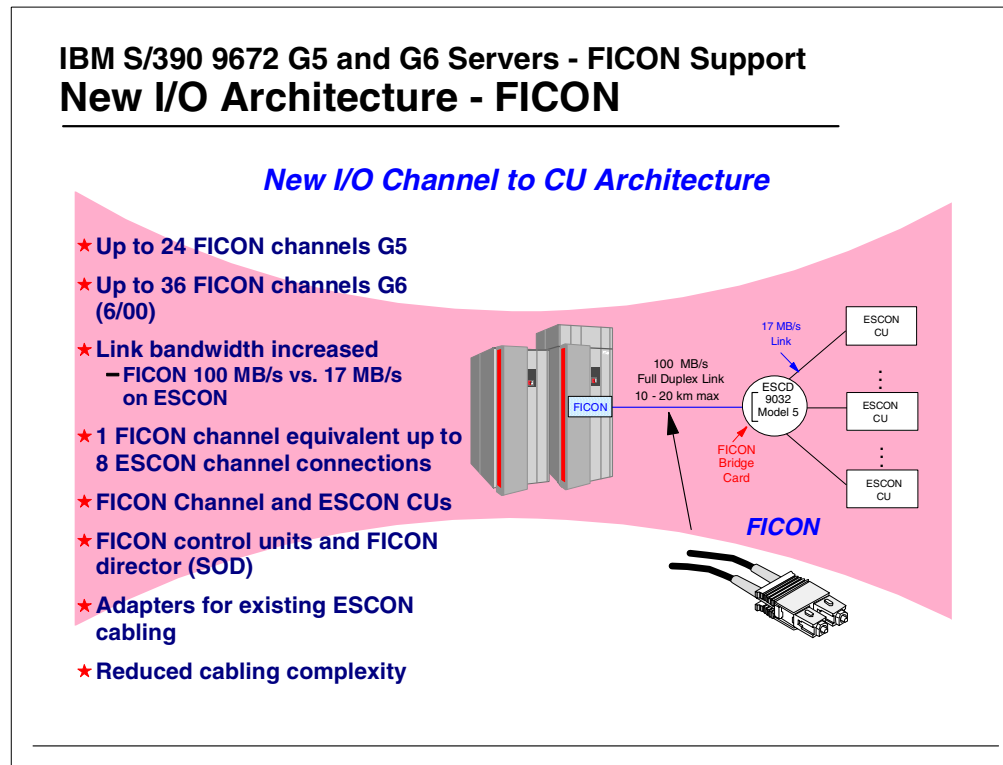 IBM S/390 9672 G5 and G6 Servers - FICON Support
New I/O Architecture - FICON
New I/O Channel to CU Architecture
Up to 24 FICON channels G5
Up to 36 FICON channels G6
(6/00)
Link bandwidth increased
– FICON 100 MB/s vs. 17 MB/s
on ESCON
1 FICON channel equivalent up to
8 ESCON channel connections
FICON Channel and ESCON CUs
FICON control units and FICON
director (SOD)
Adapters for existing ESCON
cabling
Reduced cabling complexity
FICON
100 MB/s
Full Duplex Link
10 - 20 km max
17 MB/s
Link
ESCD
9032
Model 5
FICON
Bridge
Card
ESCON
CU
ESCON
CU
ESCON
CU
FICON